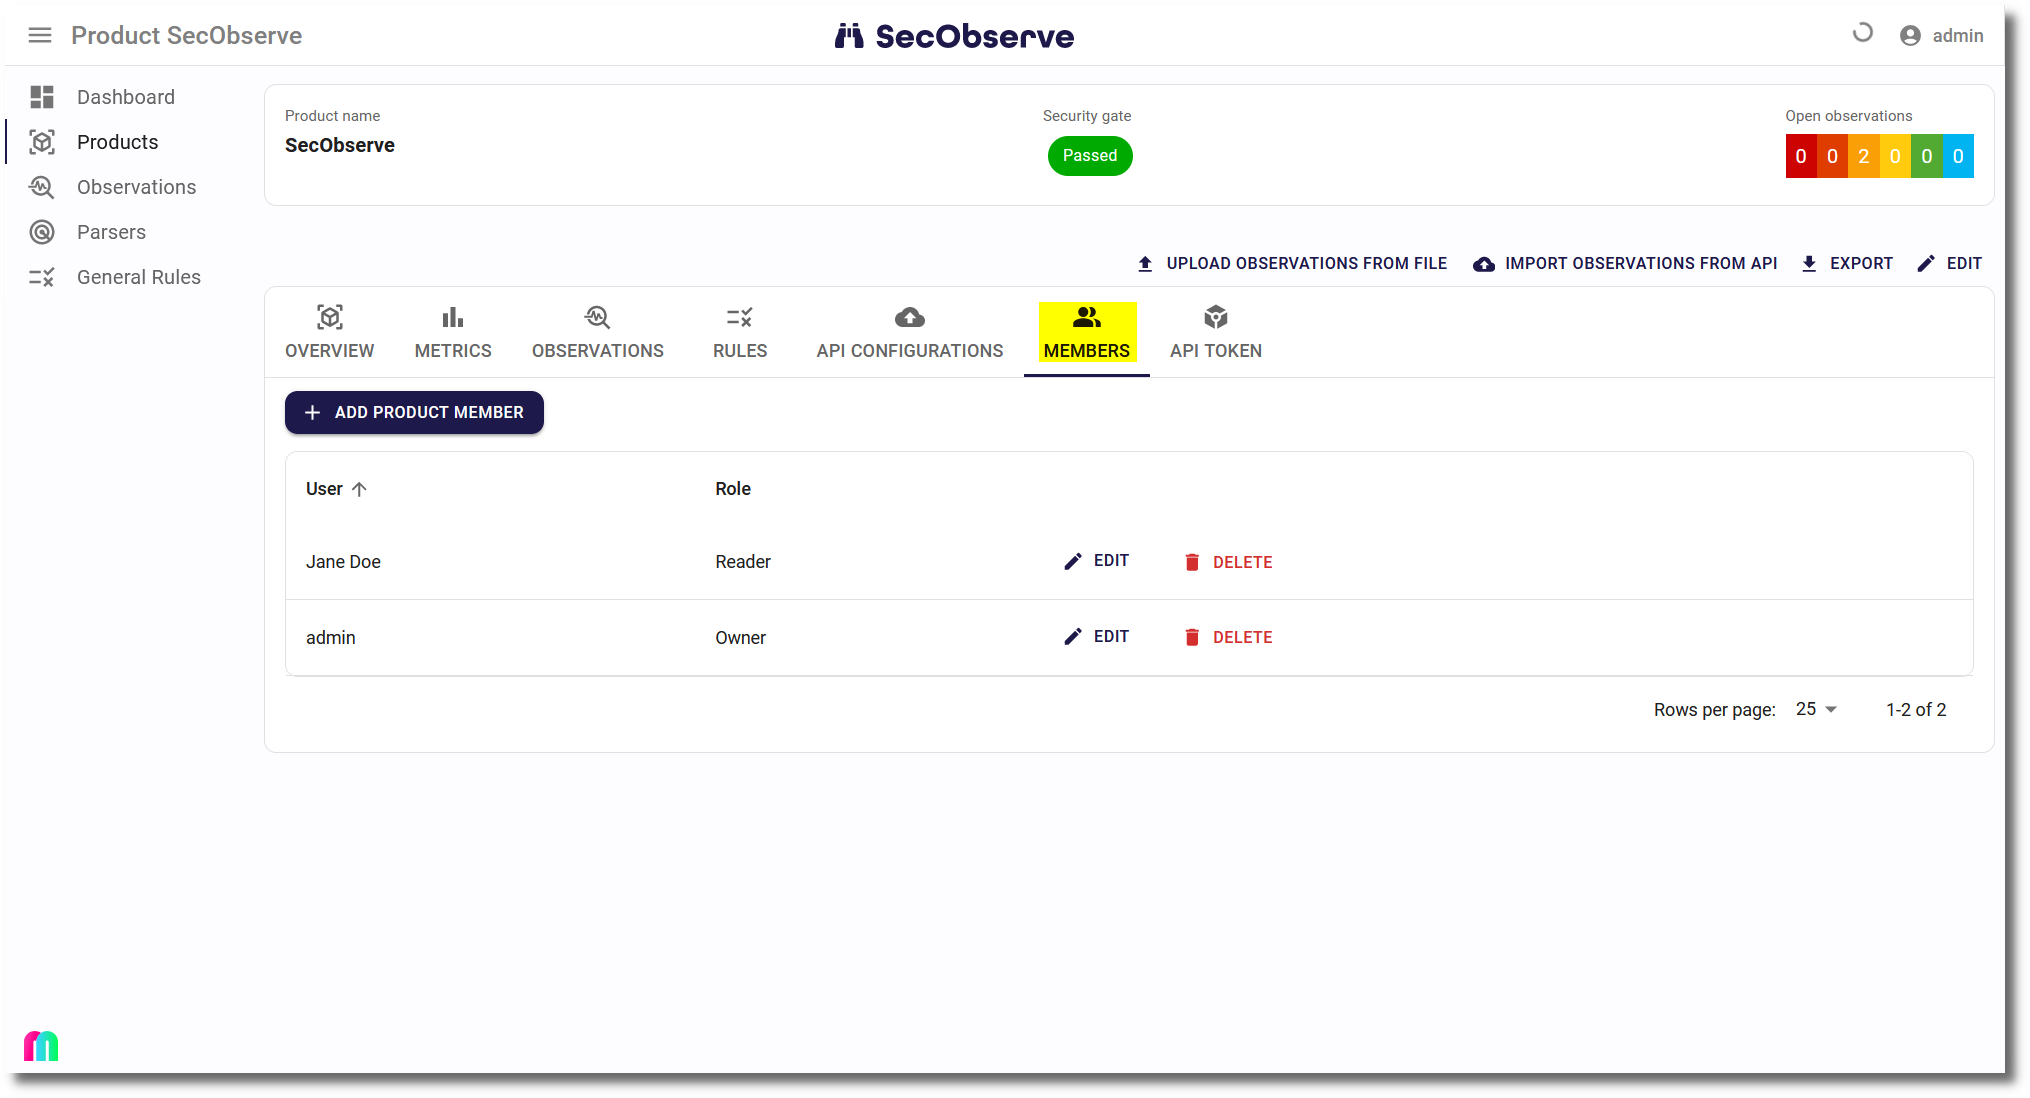 Product SecObserve
SecObserve
admin
Dashboard
Products
Observations
Parsers
General Rules
Product name
SecObserve
Security gate
Passed
Open observations
0 0 2 0 0 0
UPLOAD OBSERVATIONS FROM FILE
IMPORT OBSERVATIONS FROM API
EXPORT
EDIT
OVERVIEW
METRICS
OBSERVATIONS
RULES
API CONFIGURATIONS
MEMBERS
API TOKEN
ADD PRODUCT MEMBER
User
Role
Jane Doe
Reader
EDIT
DELETE
admin
Owner
EDIT
DELETE
Rows per page:
25
1-2 of 2